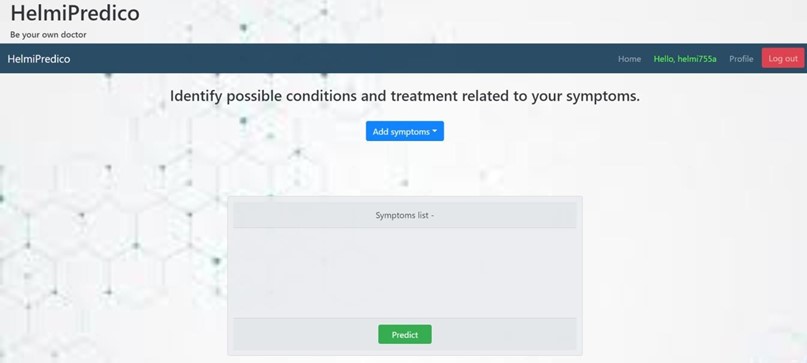 HelmiPredico
Be your own doctor
HelmiPredico Home Hello, helmi755a Profile Log out
Identify possible conditions and treatment related to your symptoms.
Add symptoms
Symptoms list -
Predict